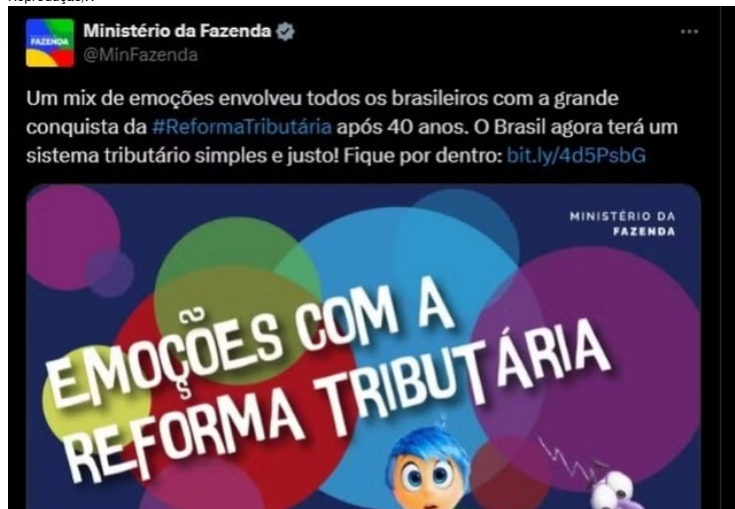 Ministério da Fazenda
FAZENDA
@MinFazenda
Um mix de emoções envolveu todos os brasileiros com a grande
conquista da #ReformaTributária após 40 anos. O Brasil agora terá um
sistema tributário simples e justo! Fique por dentro: bit.ly/4d5PsbG
MINISTÉRIO DA
FAZENDA
EMOÇÕES COM A
REFORMA TRIBUTÁRIA